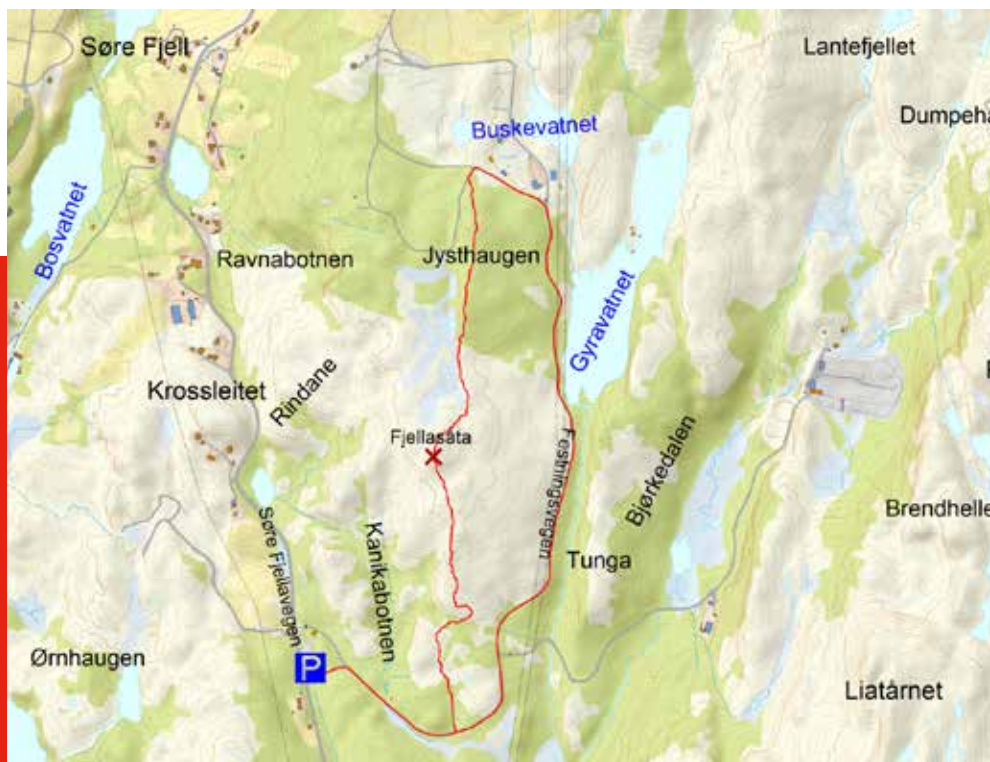 Søre Fjell
Lantefjellet
Dumpeha
Buskevatnet
Bosvatnet
Ravnabotnen
Jysthaugen
Gyravatnet
Krossleitet
Rindane
Fjellasåta
Festningsvegen
Bjørkedalen
Brendhelle
Søre Fjellavegen
Kanikabotnen
Tunga
Ørnhaugen
P
Liatårnet